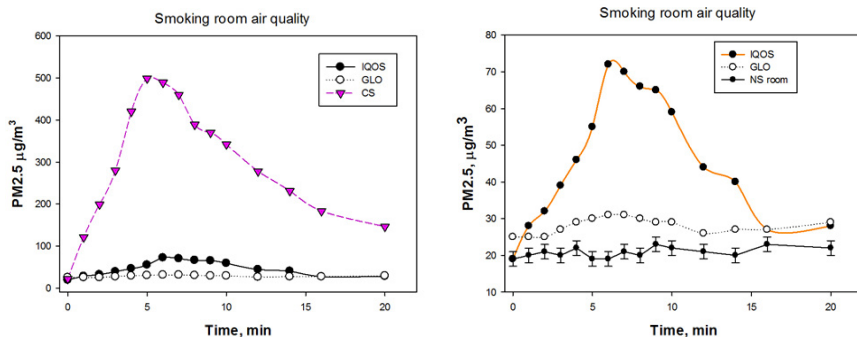 Smoking room air quality
600
500
400
300
200
100
0
PM2.5, µg/m³
IQOS
GLO
CS
0 5 10 15 20
Time, min
Smoking room air quality
80
70
60
50
40
30
20
10
PM2.5, µg/m³
IQOS
GLO
NS room
0 5 10 15 20
Time, min